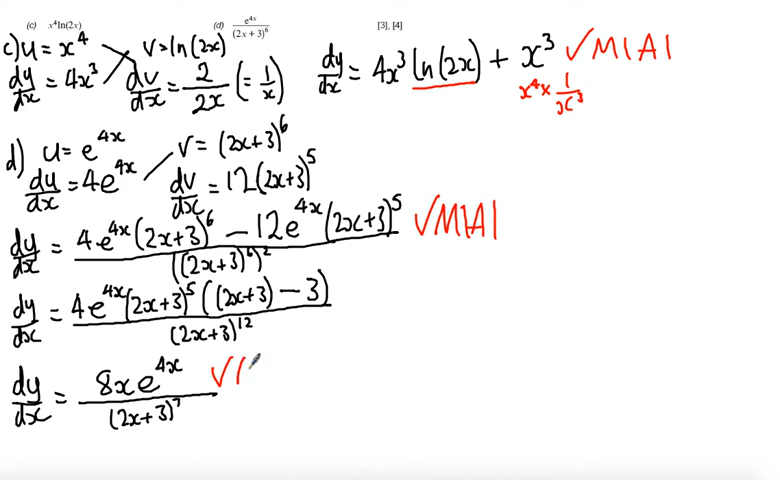 (c) x⁴ln(2x) (d) e^{4x}/(2x + 3)⁶ [3], [4]
c) u = x⁴ v = ln(2x)
dy/dx = 4x³ dv/dx = 2/2x (= 1/x) dy/dx = 4x³ (ln(2x) + x³ ✓M1A1
x⁴ × 1/x ³
d) u = e^{4x} v = (2x+3)⁶
dy/dx = 4e^{4x} dv/dx = 12(2x+3)⁵
dy/dx = (4e^{4x}(2x+3)⁶ − 12e^{4x}(2x+3)⁵)/((2x+3)⁶)² ✓M1A1
dy/dx = 4e^{4x}(2x+3)⁵((2x+3) − 3)/(2x+3)¹²
dy/dx = 8xe^{4x}/(2x+3)⁷ ✓